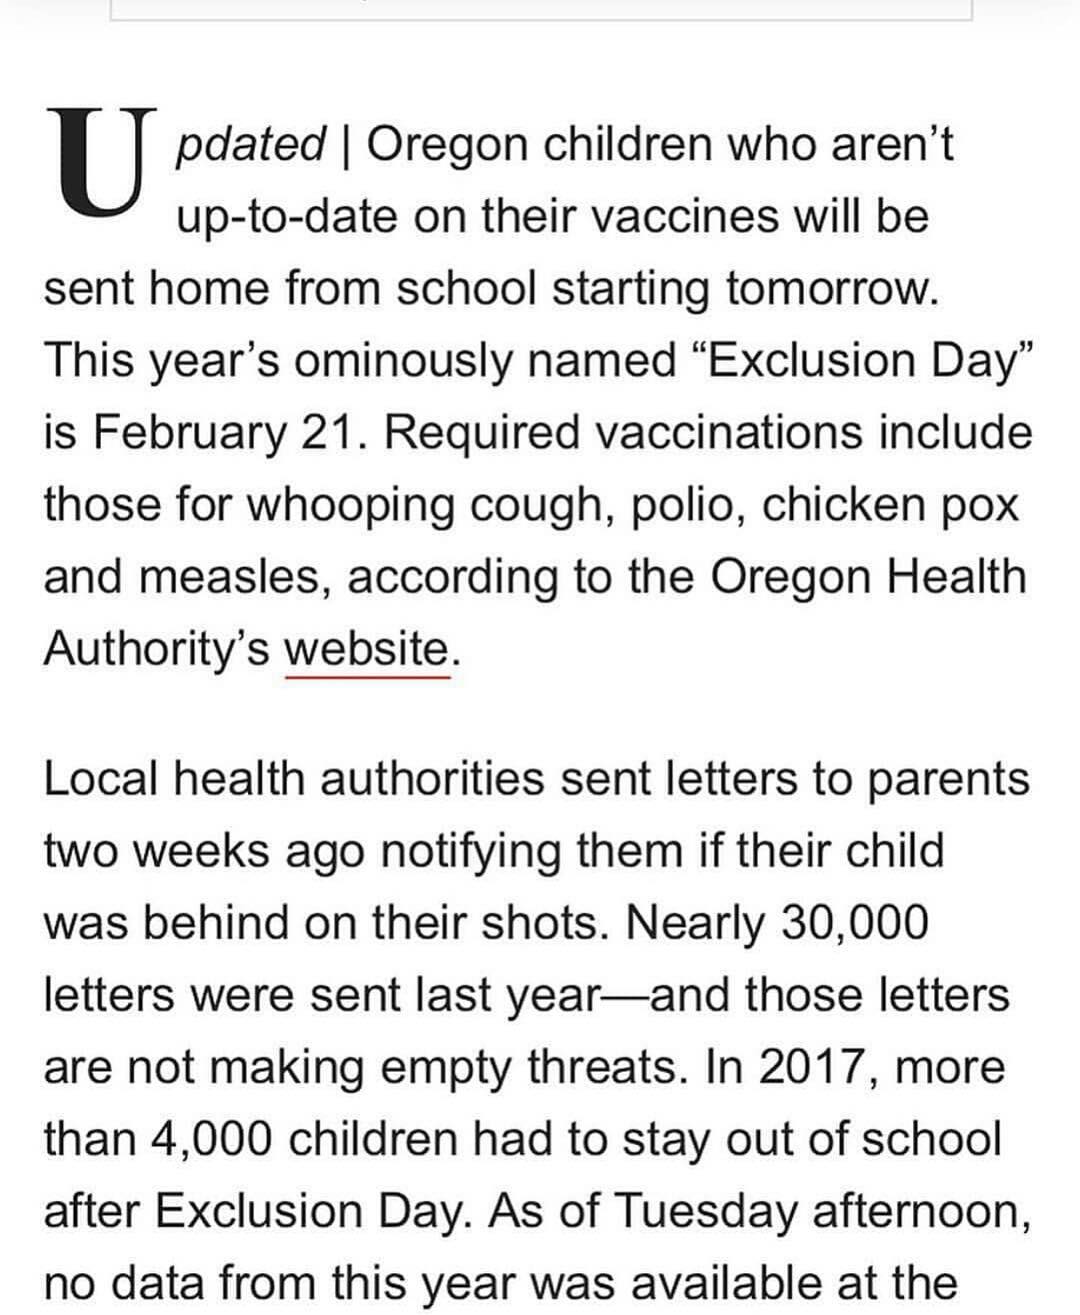 Updated | Oregon children who aren’t
up-to-date on their vaccines will be
sent home from school starting tomorrow.
This year’s ominously named “Exclusion Day”
is February 21. Required vaccinations include
those for whooping cough, polio, chicken pox
and measles, according to the Oregon Health
Authority’s website.
Local health authorities sent letters to parents
two weeks ago notifying them if their child
was behind on their shots. Nearly 30,000
letters were sent last year—and those letters
are not making empty threats. In 2017, more
than 4,000 children had to stay out of school
after Exclusion Day. As of Tuesday afternoon,
no data from this year was available at the